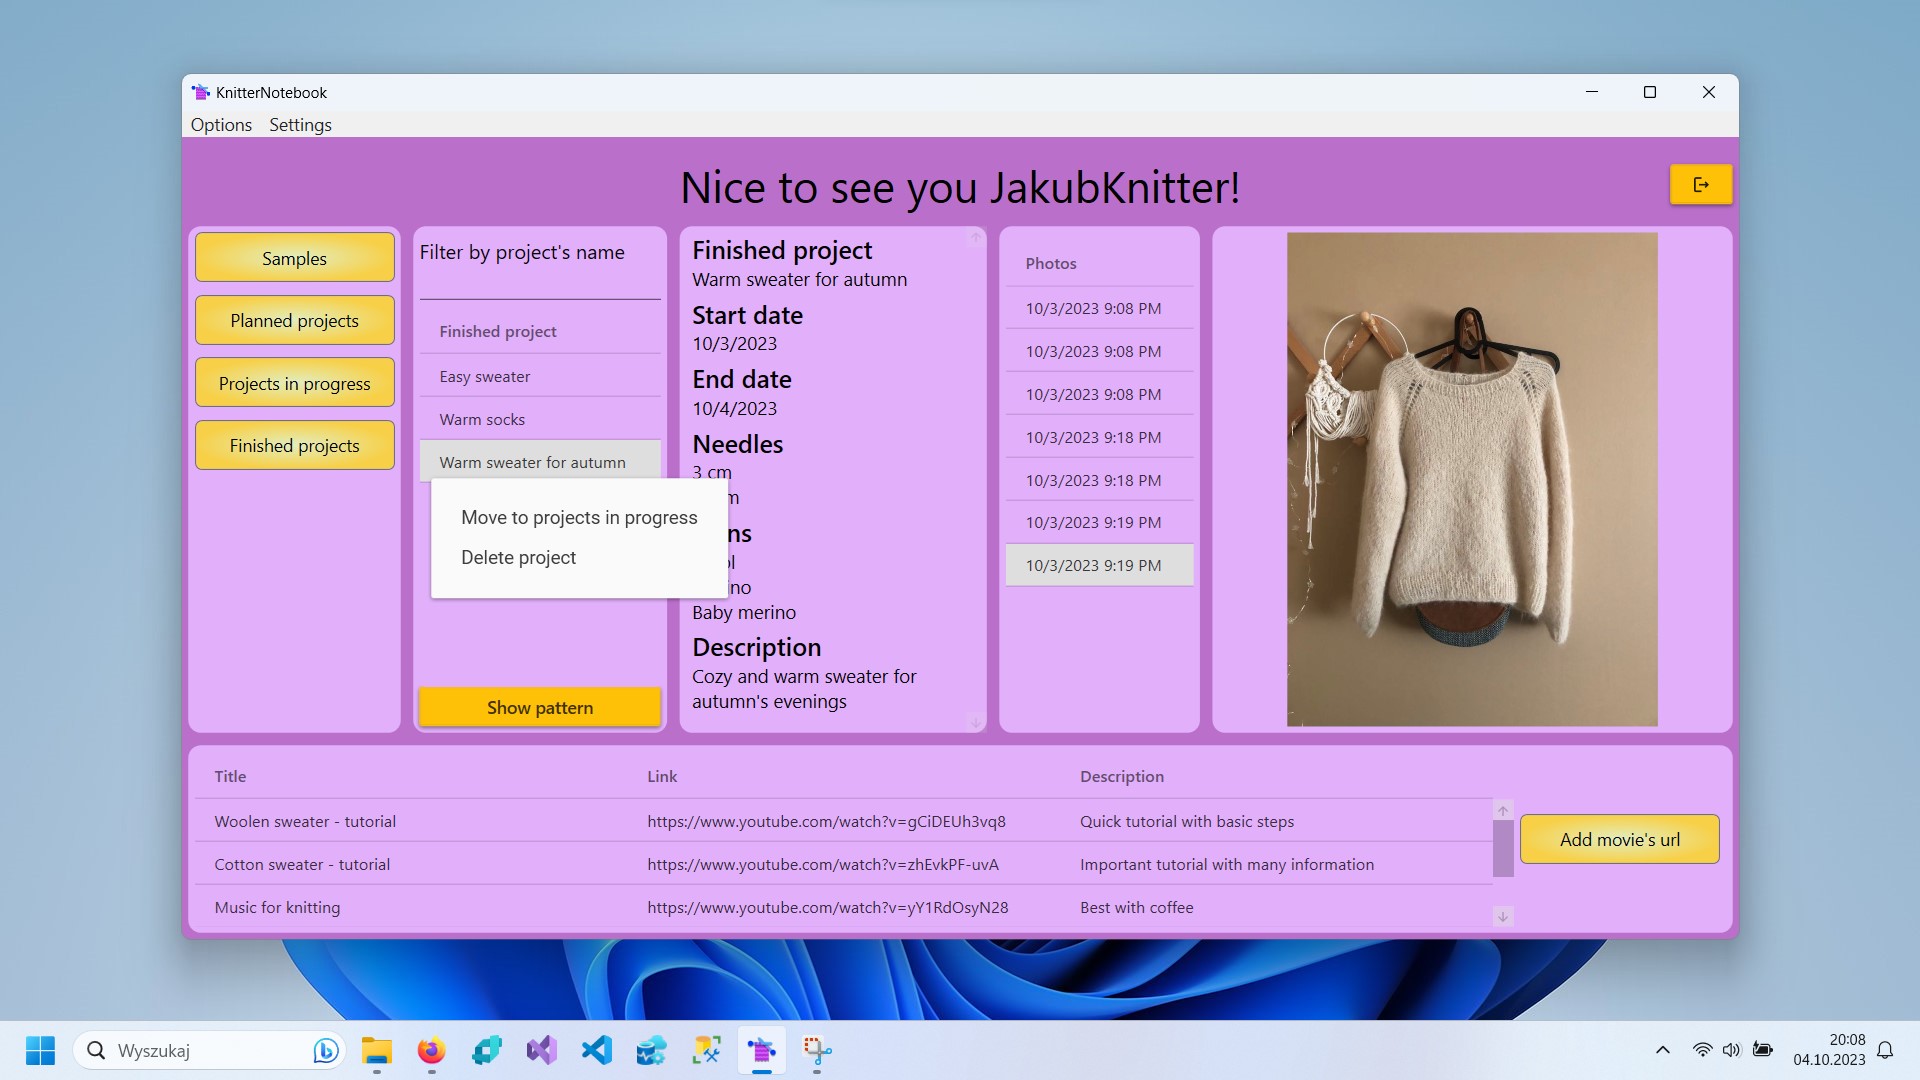 KnitterNotebook
Options Settings
Nice to see you JakubKnitter!
Samples
Planned projects
Projects in progress
Finished projects
Filter by project's name
Finished project
Easy sweater
Warm socks
Warm sweater for autumn
Move to projects in progress
Delete project
Show pattern
Finished project
Warm sweater for autumn
Start date
10/3/2023
End date
10/4/2023
Needles
3 cm
Baby merino
Description
Cozy and warm sweater for
autumn's evenings
Photos
10/3/2023 9:08 PM
10/3/2023 9:08 PM
10/3/2023 9:08 PM
10/3/2023 9:18 PM
10/3/2023 9:18 PM
10/3/2023 9:19 PM
10/3/2023 9:19 PM
Title Link Description
Woolen sweater - tutorial https://www.youtube.com/watch?v=gCiDEUh3vq8 Quick tutorial with basic steps
Cotton sweater - tutorial https://www.youtube.com/watch?v=zhEvkPF-uvA Important tutorial with many information
Music for knitting https://www.youtube.com/watch?v=yY1RdOsyN28 Best with coffee
Add movie's url
Wyszukaj
20:08
04.10.2023